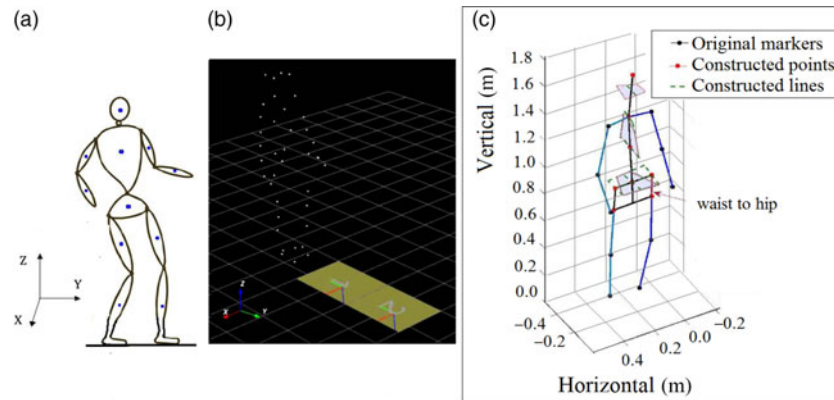 (a)
Z
Y
X
(b)
Z
X
Y
1
2
(c)
Original markers
Constructed points
Constructed lines
Vertical (m)
1.8
1.6
1.4
1.2
1.0
0.8
0.6
0.4
0.2
0.0
waist to hip
−0.4
−0.2
0.4
0.2
0.0
−0.2
Horizontal (m)